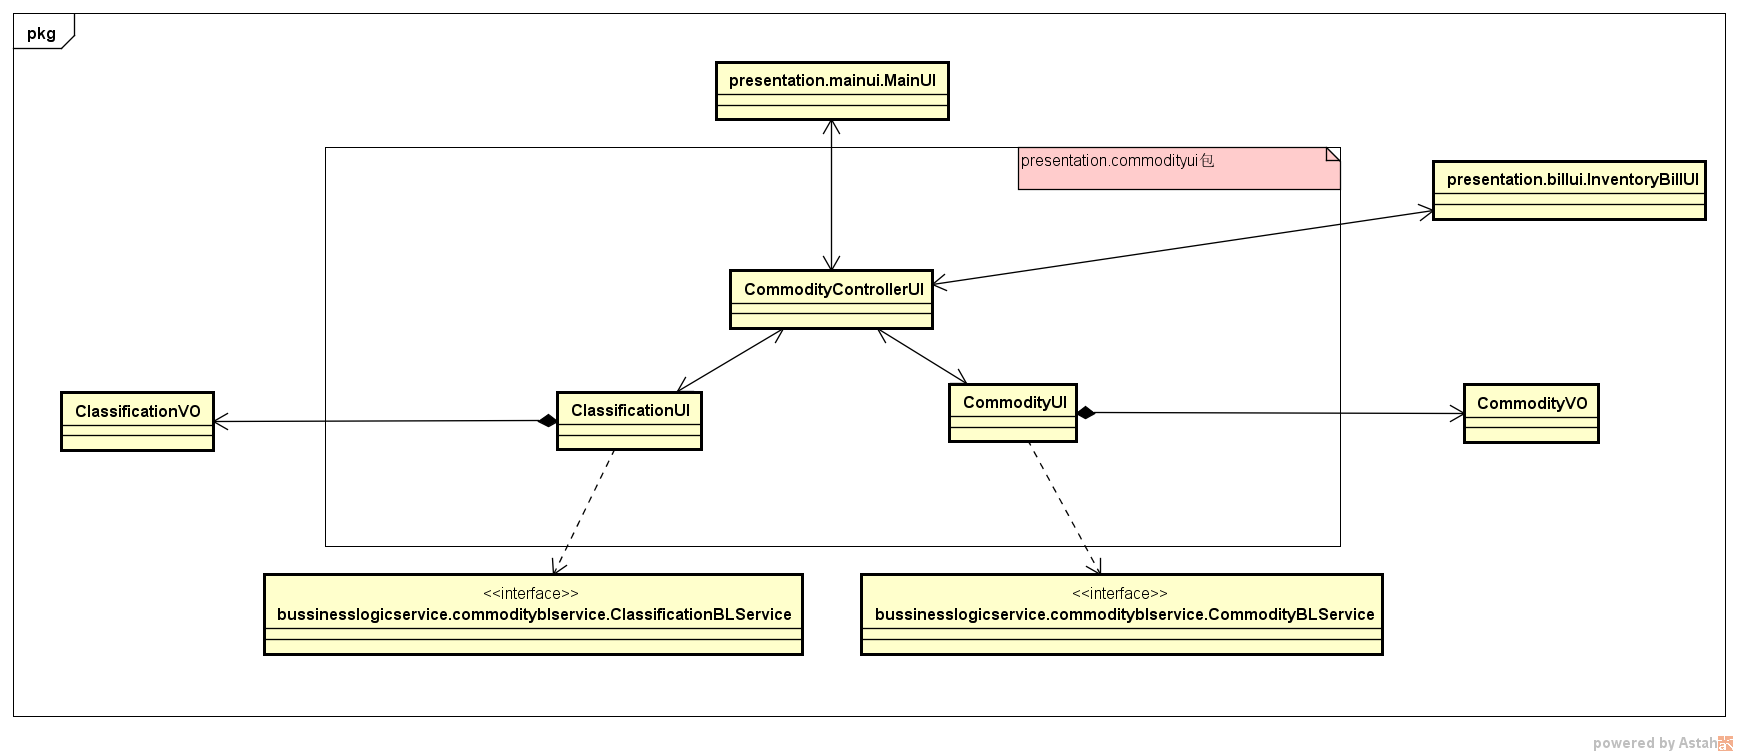 pkg
presentation.mainui.MainUI
presentation.commodityui包
presentation.billui.InventoryBillUI
CommodityControllerUI
ClassificationVO
ClassificationUI
CommodityUI
CommodityVO
<<interface>>
bussinesslogicservice.commodityblservice.ClassificationBLService
<<interface>>
bussinesslogicservice.commodityblservice.CommodityBLService
powered by Astah